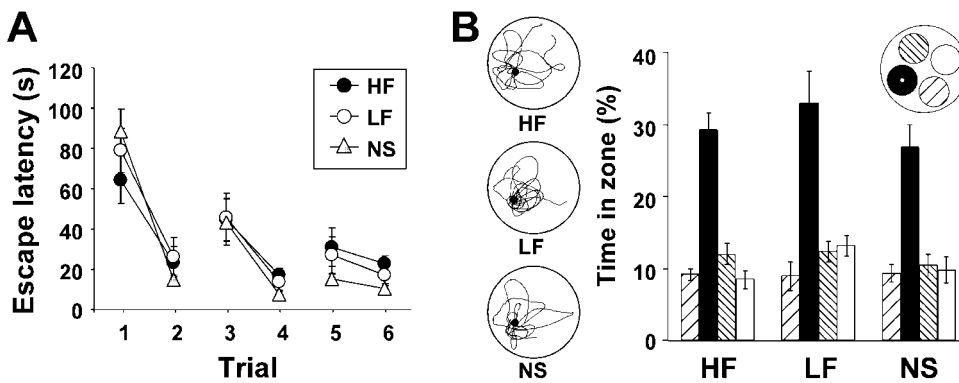 A
Escape latency (s)
120
100
80
60
40
20
0
HF
LF
NS
1 2 3 4 5 6
Trial
B
HF
LF
NS
Time in zone (%)
40
30
20
10
0
HF LF NS